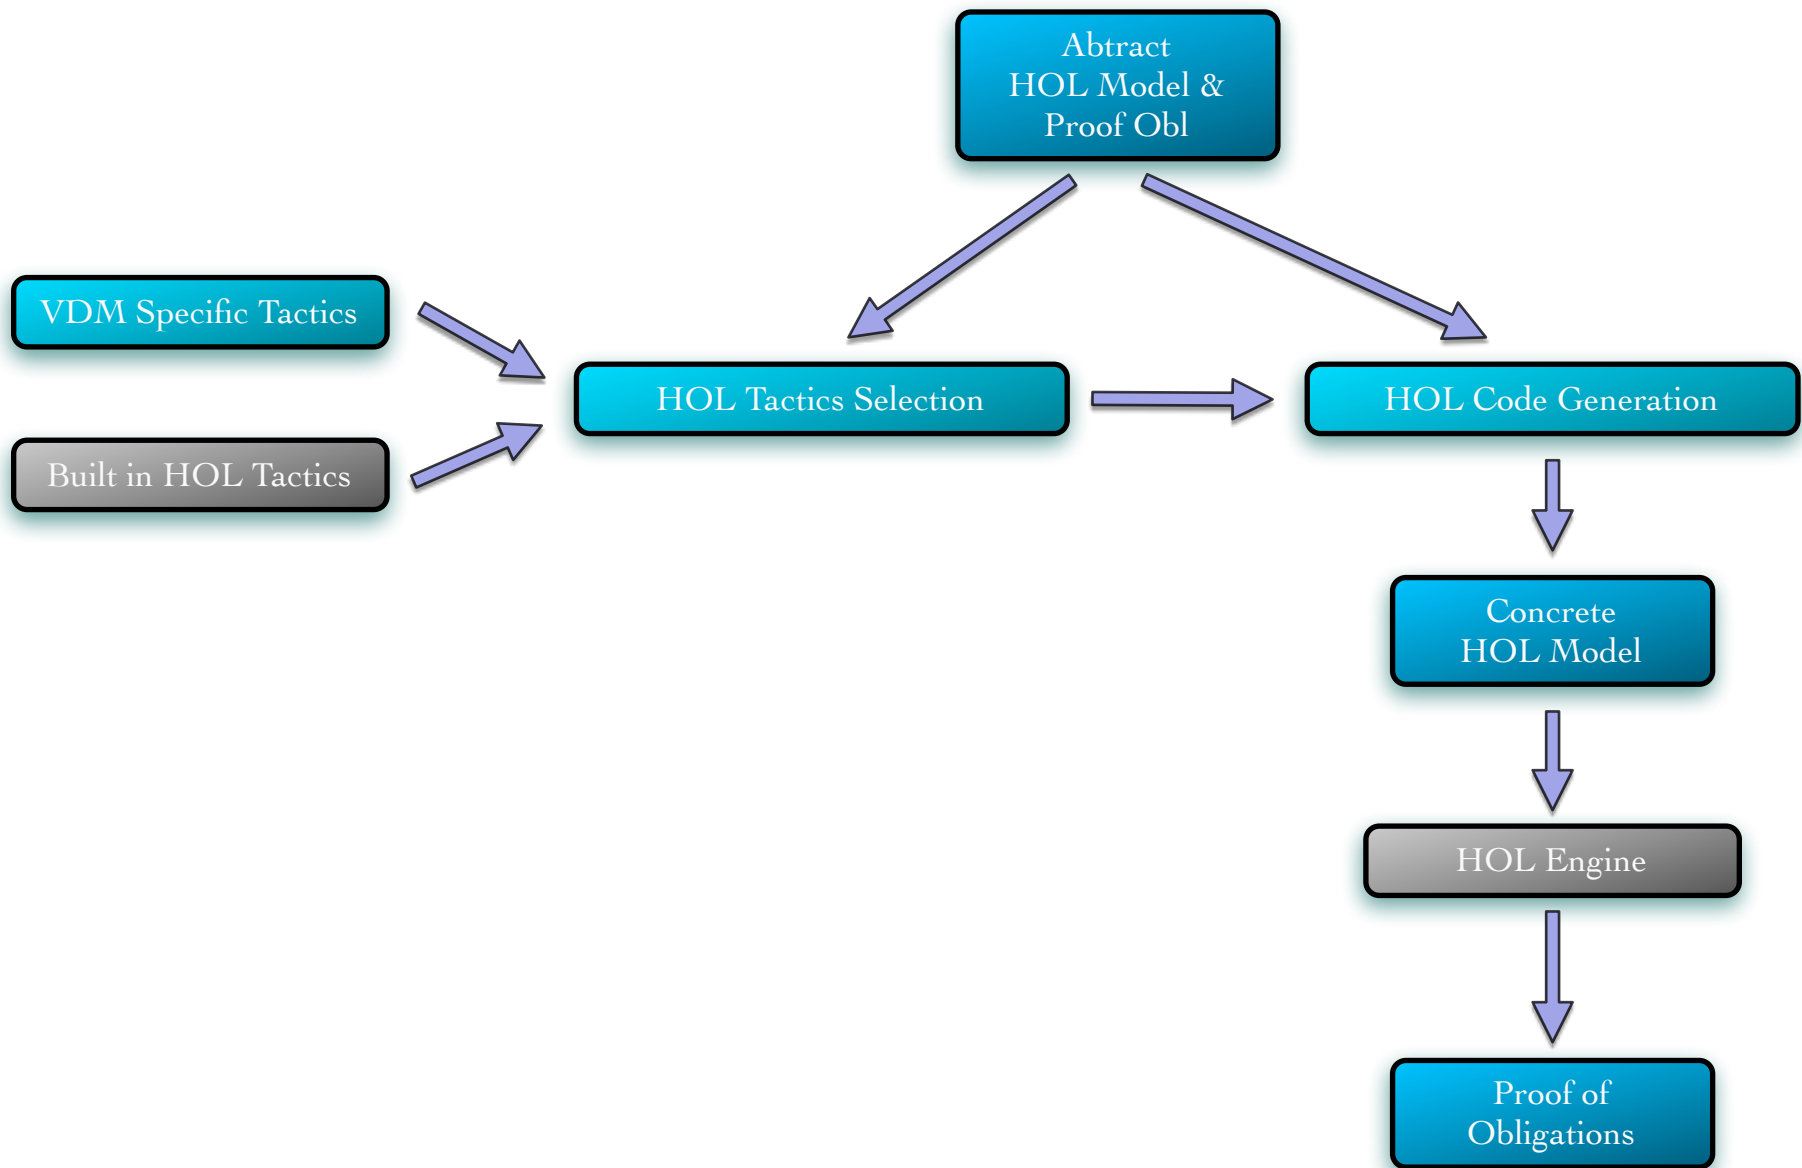 Abtract
HOL Model &
Proof Obl
VDM Specific Tactics
HOL Tactics Selection
HOL Code Generation
Built in HOL Tactics
Concrete
HOL Model
HOL Engine
Proof of
Obligations